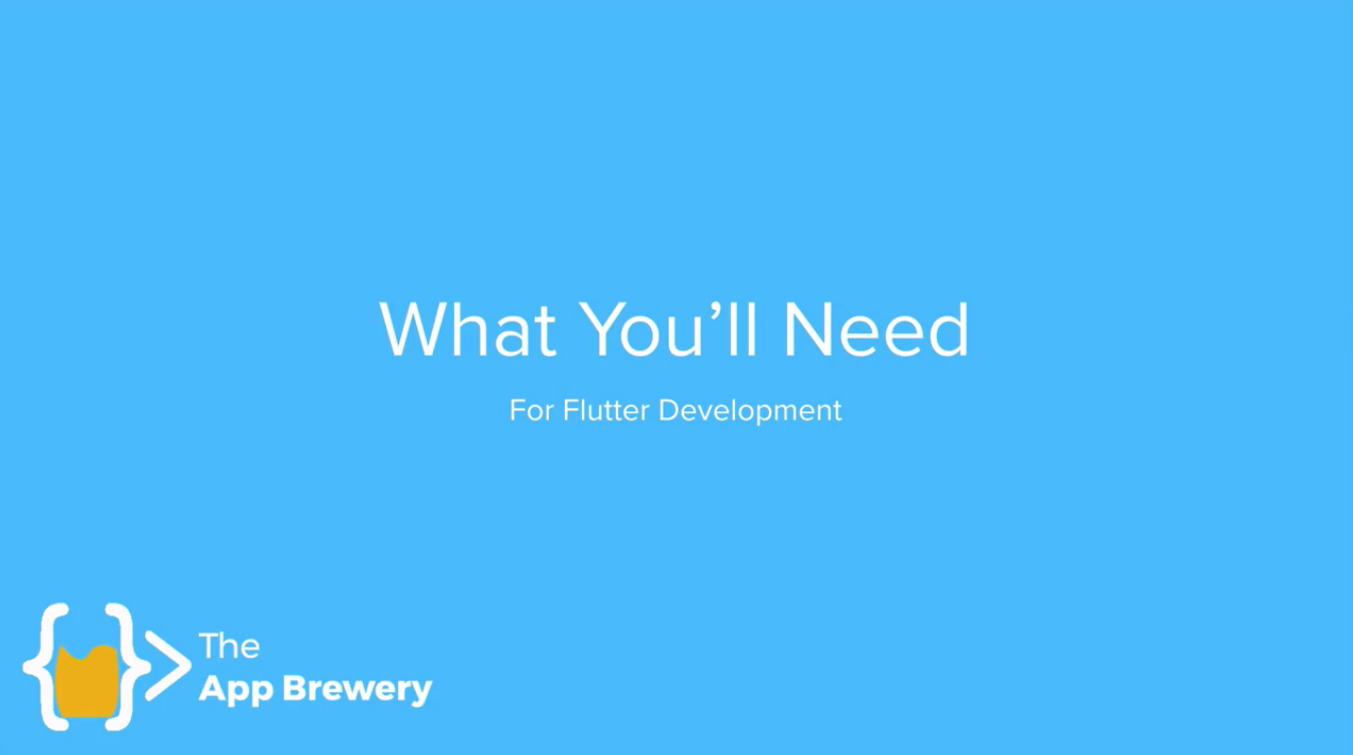 What You’ll Need
For Flutter Development
The
App Brewery